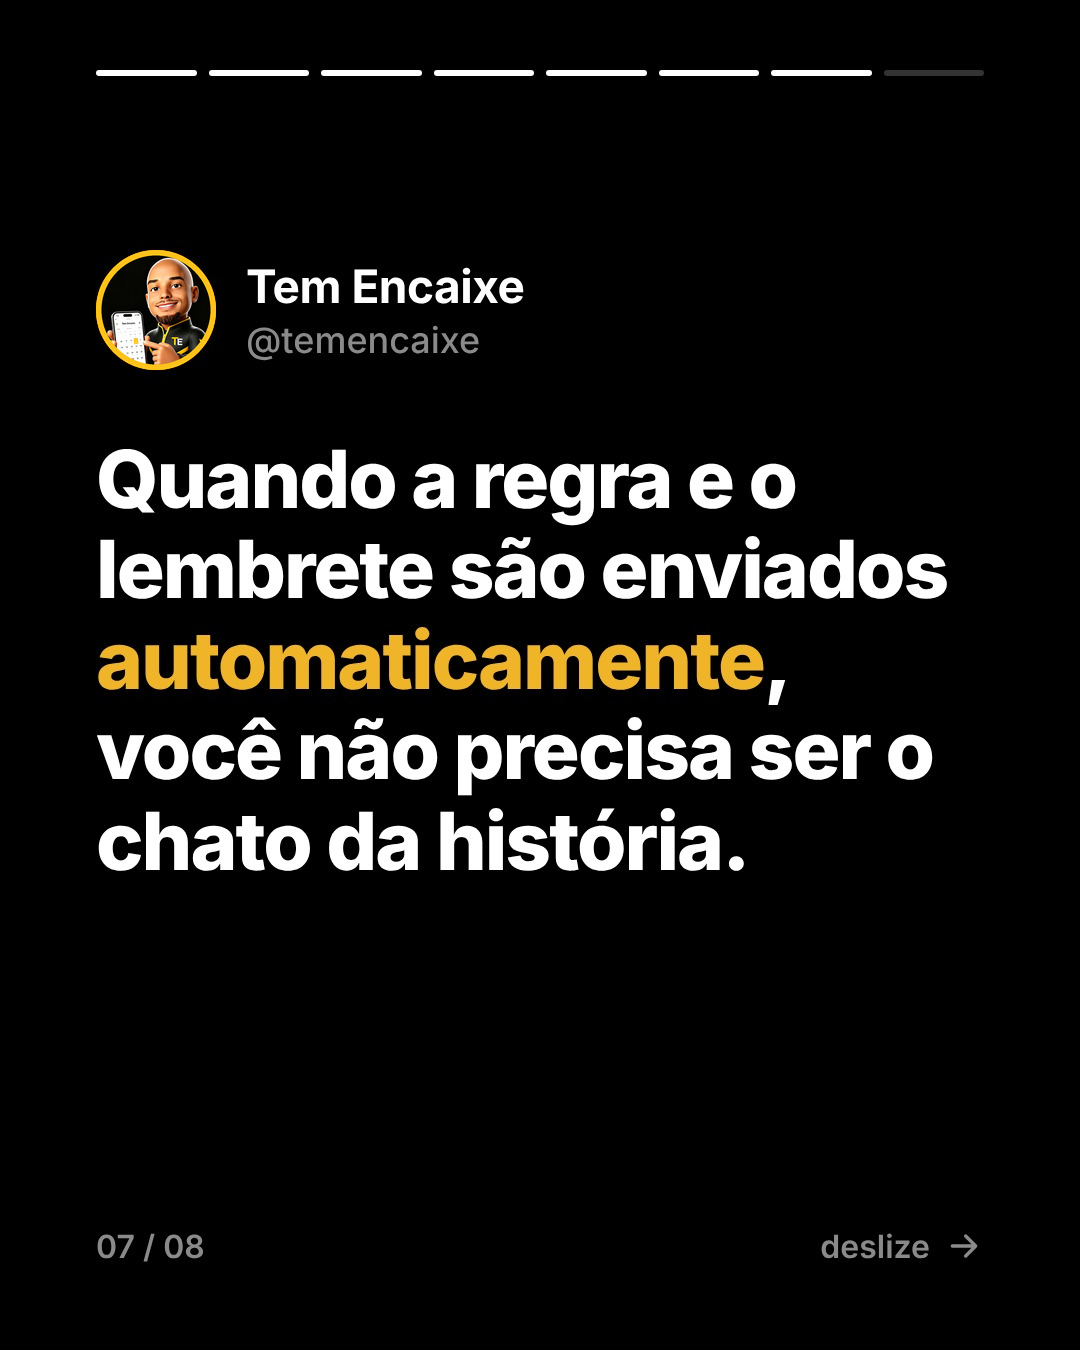 Tem Encaixe
@temencaixe
Quando a regra e o
lembrete são enviados
automaticamente,
você não precisa ser o
chato da história.
07 / 08
deslize →